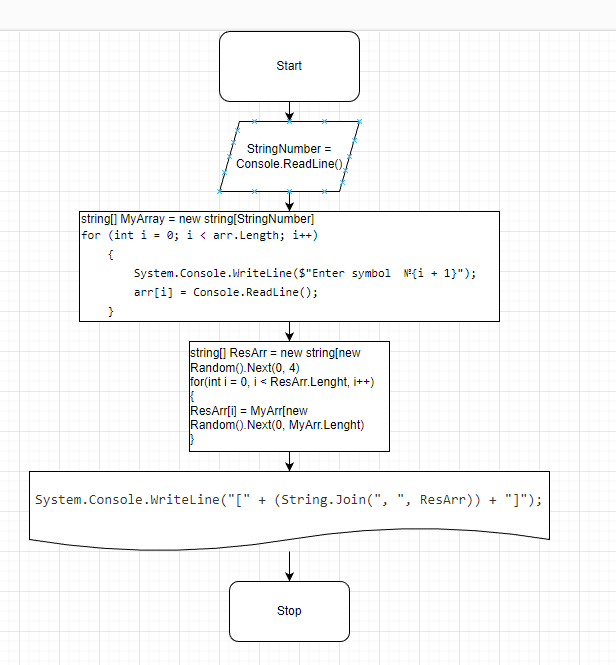 Start
StringNumber =
Console.ReadLine()
string[] MyArray = new string[StringNumber]
for (int i = 0; i < arr.Length; i++)
{
System.Console.WriteLine($"Enter symbol №{i + 1}");
arr[i] = Console.ReadLine();
}
string[] ResArr = new string[new
Random().Next(0, 4)
for(int i = 0, i < ResArr.Lenght, i++)
{
ResArr[i] = MyArr[new
Random().Next(0, MyArr.Lenght)
}
System.Console.WriteLine("[" + (String.Join(", ", ResArr)) + "]");
Stop